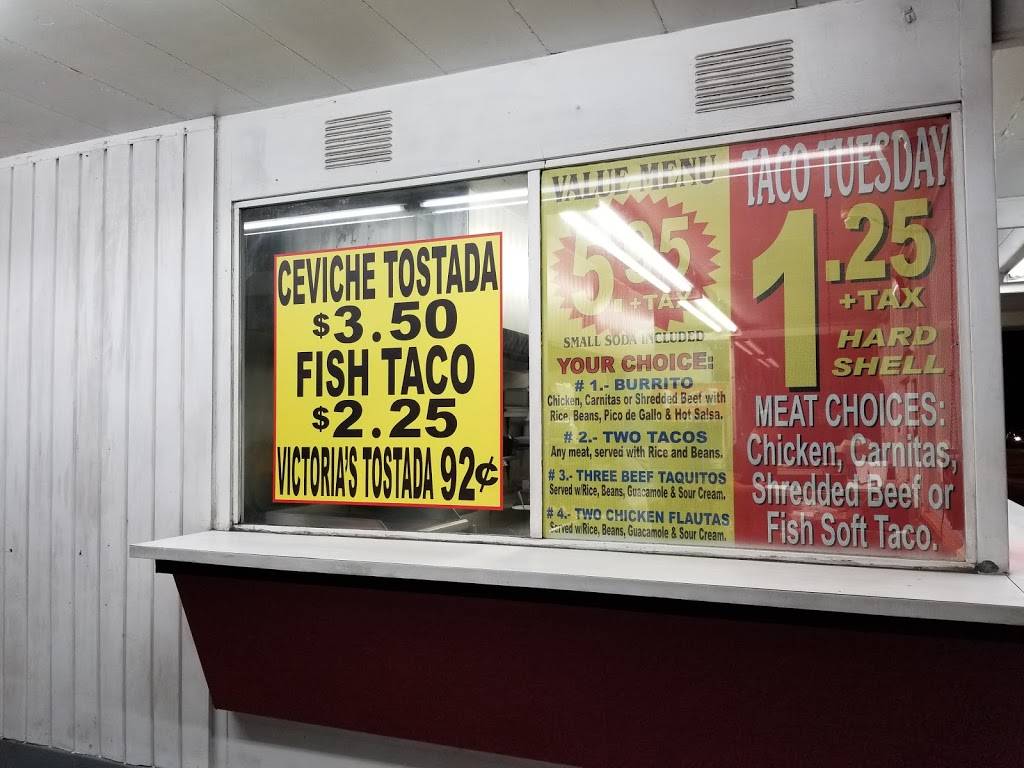 CEVICHE TOSTADA
$3.50
FISH TACO
$2.25
VICTORIA'S TOSTADA 92¢
VALUE MENU
5.95
+TAX
SMALL SODA INCLUDED
YOUR CHOICE:
# 1.- BURRITO
Chicken, Carnitas or Shredded Beef with
Rice, Beans, Pico de Gallo & Hot Salsa.
# 2.- TWO TACOS
Any meat, served with Rice and Beans.
# 3.- THREE BEEF TAQUITOS
Served w/Rice, Beans, Guacamole & Sour Cream.
# 4.- TWO CHICKEN FLAUTAS
Served w/Rice, Beans, Guacamole & Sour Cream.
TACO TUESDAY
1.25
+TAX
HARD
SHELL
MEAT CHOICES:
Chicken, Carnitas,
Shredded Beef or
Fish Soft Taco.